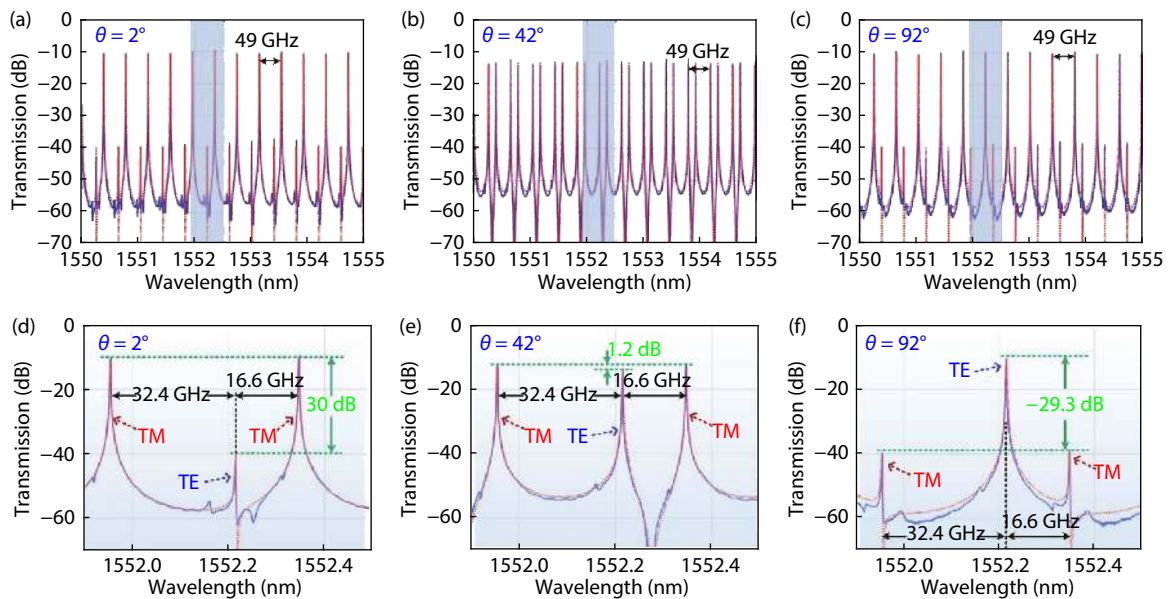 (a)
θ = 2°
49 GHz
Transmission (dB)
0
−10
−20
−30
−40
−50
−60
−70
1550 1551 1552 1553 1554 1555
Wavelength (nm)
(b)
θ = 42°
49 GHz
Transmission (dB)
0
−10
−20
−30
−40
−50
−60
−70
1550 1551 1552 1553 1554 1555
Wavelength (nm)
(c)
θ = 92°
49 GHz
Transmission (dB)
0
−10
−20
−30
−40
−50
−60
−70
1550 1551 1552 1553 1554 1555
Wavelength (nm)
(d)
θ = 2°
Transmission (dB)
0
−20
−40
−60
32.4 GHz 16.6 GHz
30 dB
TM TM
TE
1552.0 1552.2 1552.4
Wavelength (nm)
(e)
θ = 42°
1.2 dB
Transmission (dB)
0
−20
−40
−60
32.4 GHz 16.6 GHz
TM TE TM
1552.0 1552.2 1552.4
Wavelength (nm)
(f)
θ = 92°
Transmission (dB)
0
−20
−40
−60
TE
−29.3 dB
TM TM
32.4 GHz 16.6 GHz
1552.0 1552.2 1552.4
Wavelength (nm)